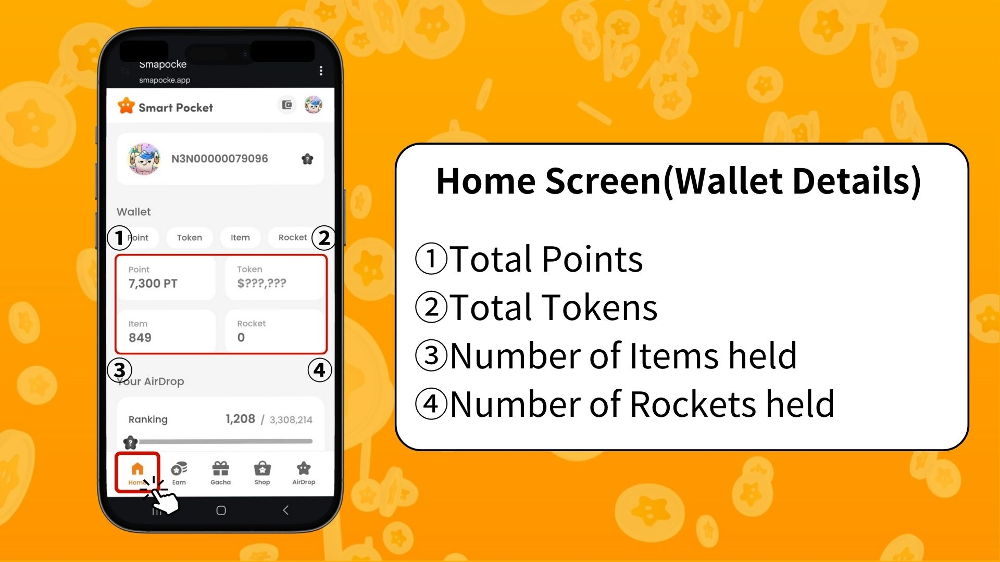 Smapocke
smapocke.app
Smart Pocket
N3N00000079096
Wallet
① Point Token Item Rocket ②
Point
7,300 PT
Token
$???,???
Item
849
Rocket
0
③ ④
Your AirDrop
Ranking 1,208 / 3,308,214
Home Earn Gacha Shop AirDrop
Home Screen(Wallet Details)
①Total Points
②Total Tokens
③Number of Items held
④Number of Rockets held